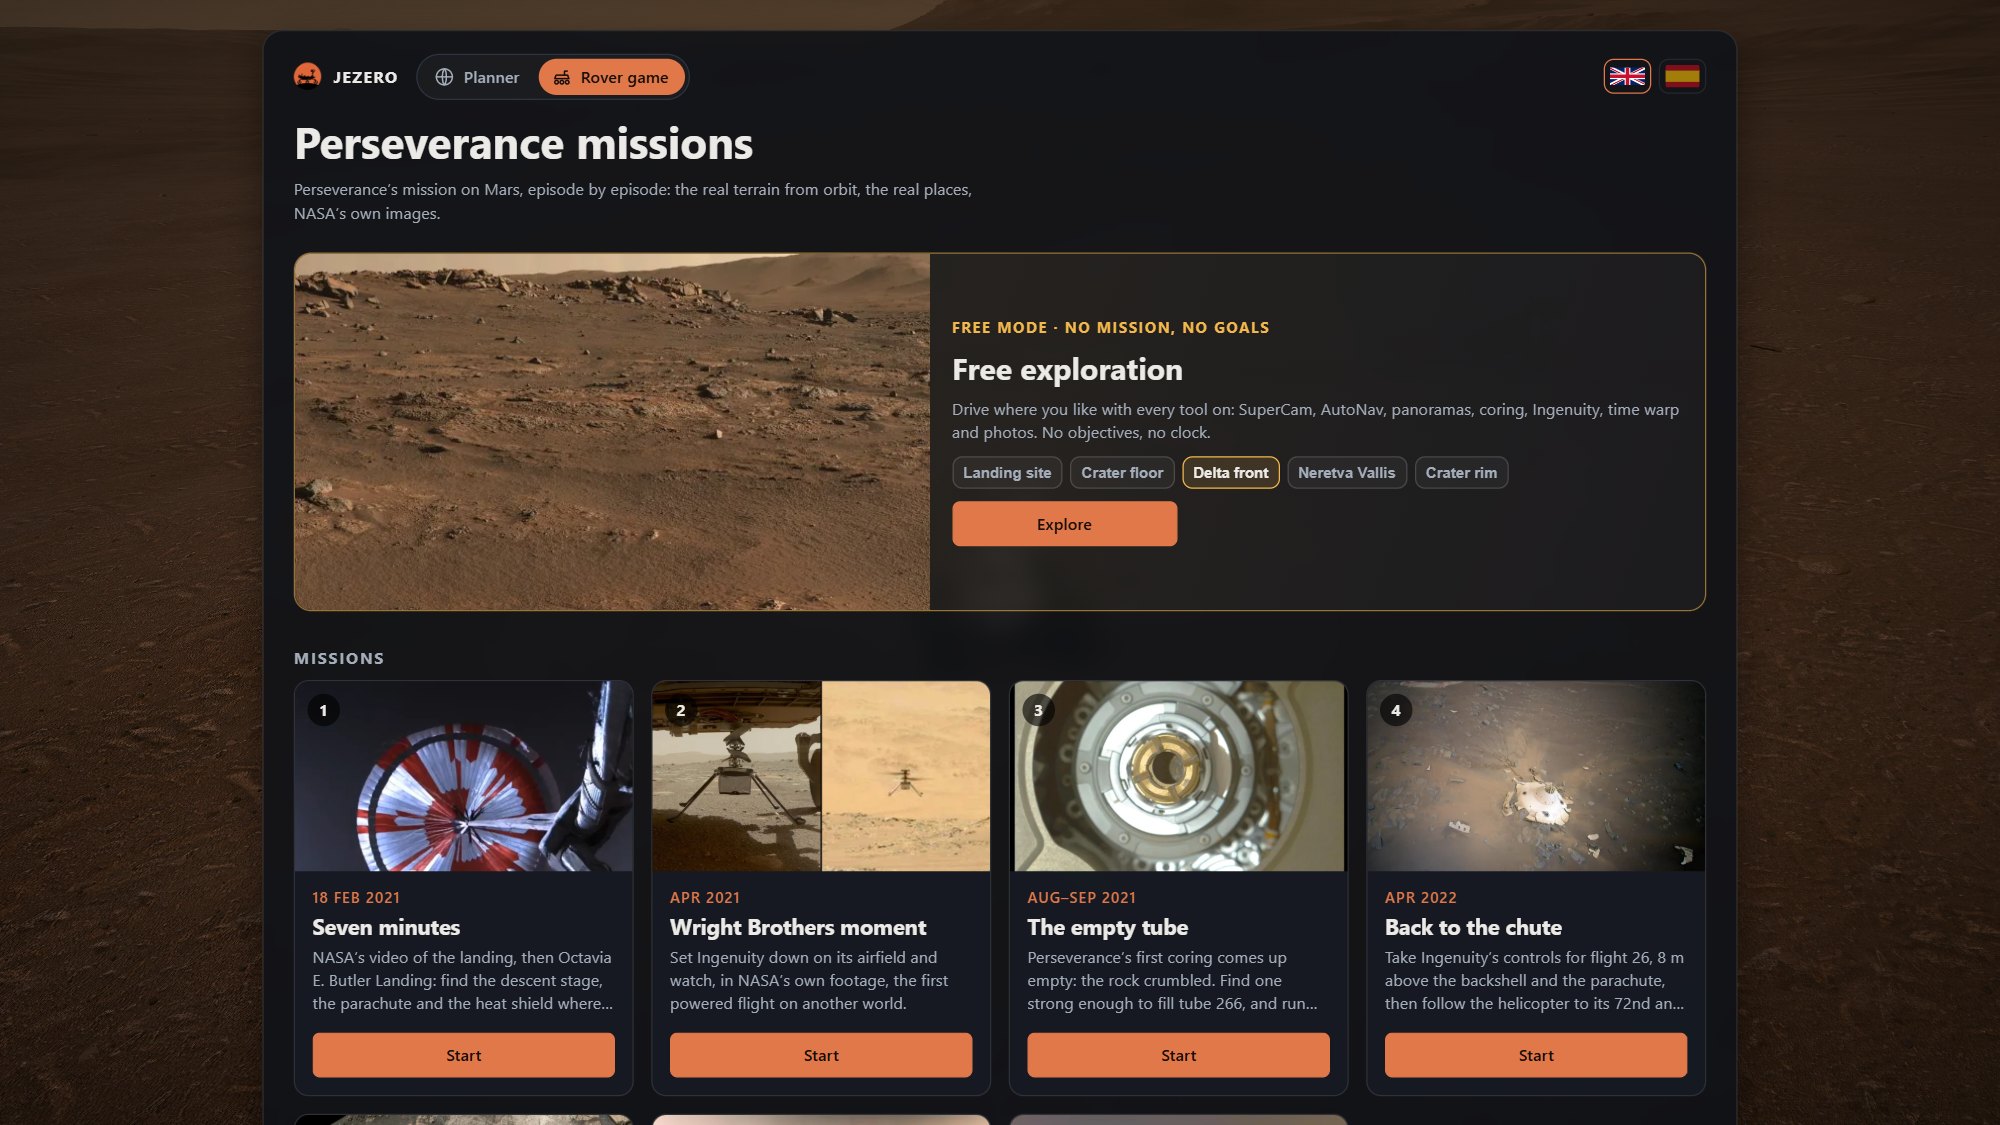 JEZERO
Planner
Rover game
Perseverance missions
Perseverance’s mission on Mars, episode by episode: the real terrain from orbit, the real places,
NASA’s own images.
FREE MODE · NO MISSION, NO GOALS
Free exploration
Drive where you like with every tool on: SuperCam, AutoNav, panoramas, coring, Ingenuity, time warp
and photos. No objectives, no clock.
Landing site
Crater floor
Delta front
Neretva Vallis
Crater rim
Explore
MISSIONS
1
18 FEB 2021
Seven minutes
NASA’s video of the landing, then Octavia
E. Butler Landing: find the descent stage,
the parachute and the heat shield where...
Start
2
APR 2021
Wright Brothers moment
Set Ingenuity down on its airfield and
watch, in NASA’s own footage, the first
powered flight on another world.
Start
3
AUG–SEP 2021
The empty tube
Perseverance’s first coring comes up
empty: the rock crumbled. Find one
strong enough to fill tube 266, and run...
Start
4
APR 2022
Back to the chute
Take Ingenuity’s controls for flight 26, 8 m
above the backshell and the parachute,
then follow the helicopter to its 72nd an...
Start